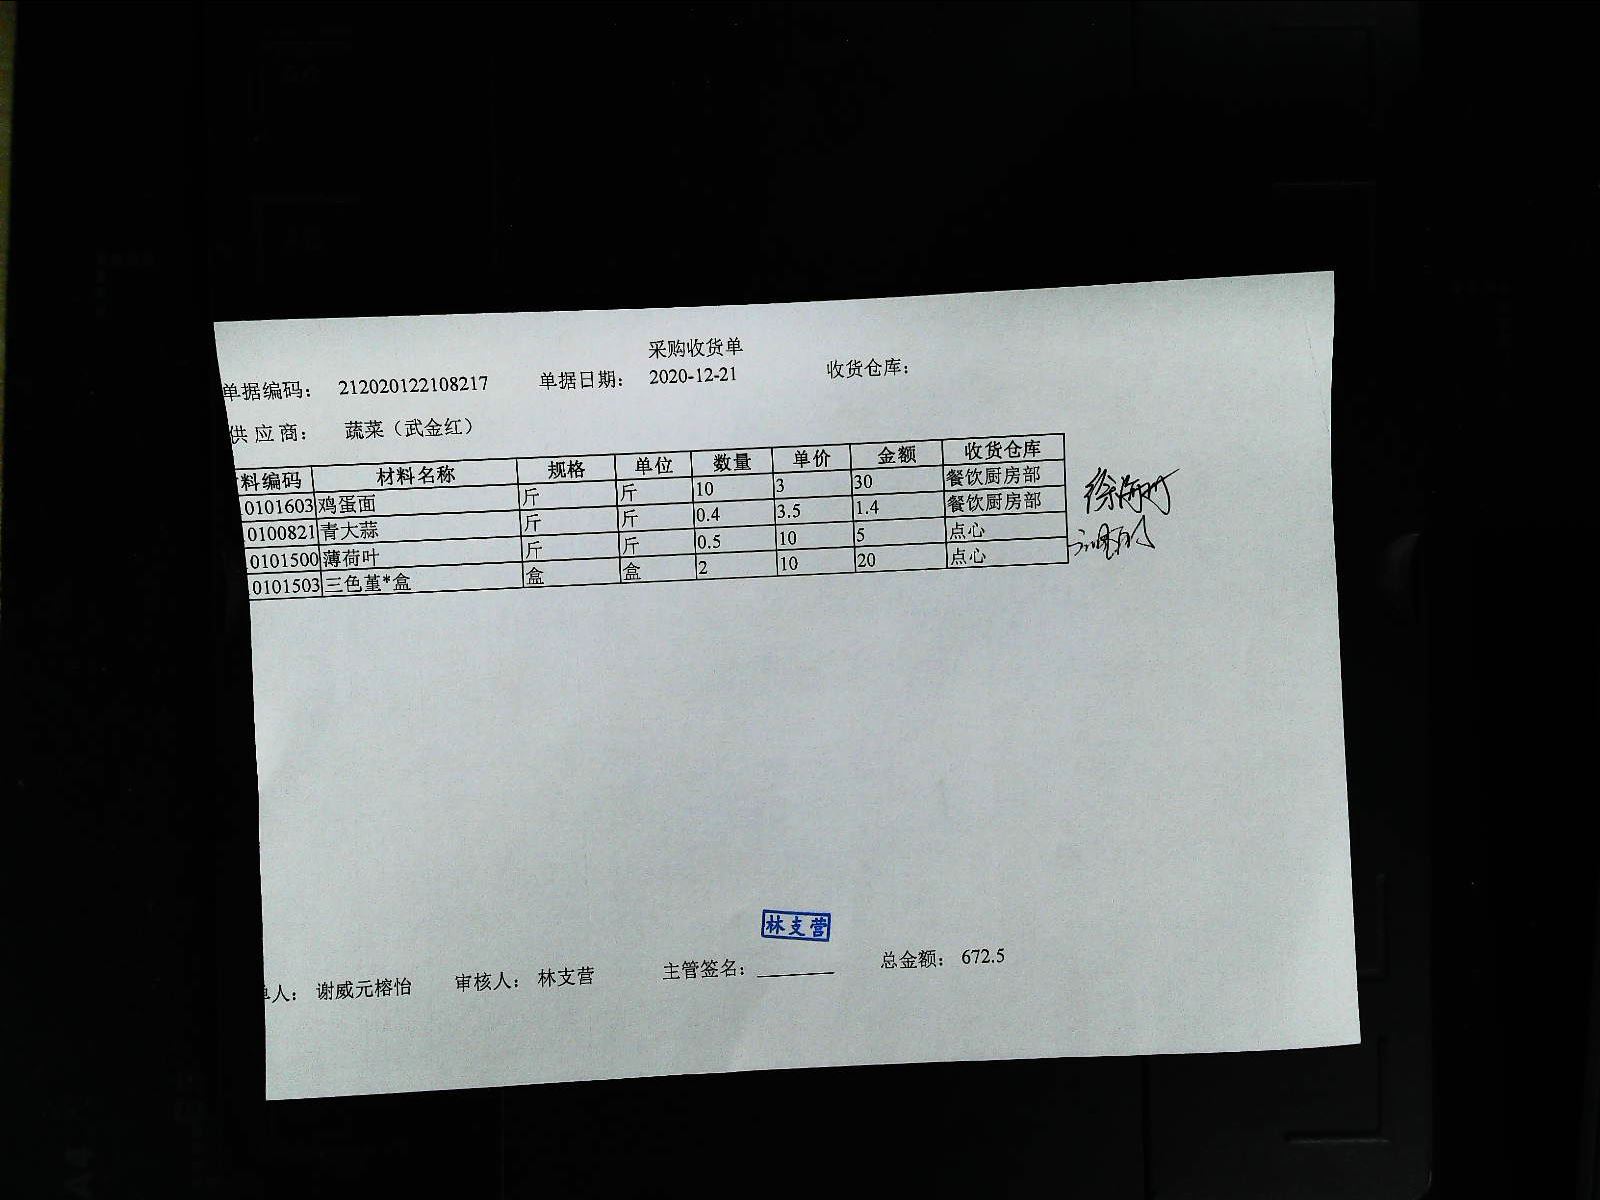 采购收货单
单据编码： 212020122108217 单据日期： 2020-12-21 收货仓库：
供 应 商： 蔬菜（武金红）
料编码 材料名称 规格 单位 数量 单价 金额 收货仓库
0101603 鸡蛋面 斤 斤 10 3 30 餐饮厨房部
0100821 青大蒜 斤 斤 0.4 3.5 1.4 餐饮厨房部
0101500 薄荷叶 斤 斤 0.5 10 5 点心
0101503 三色堇*盒 盒 盒 2 10 20 点心
林支营
单人： 谢威元榕怡 审核人： 林支营 主管签名： 总金额： 672.5